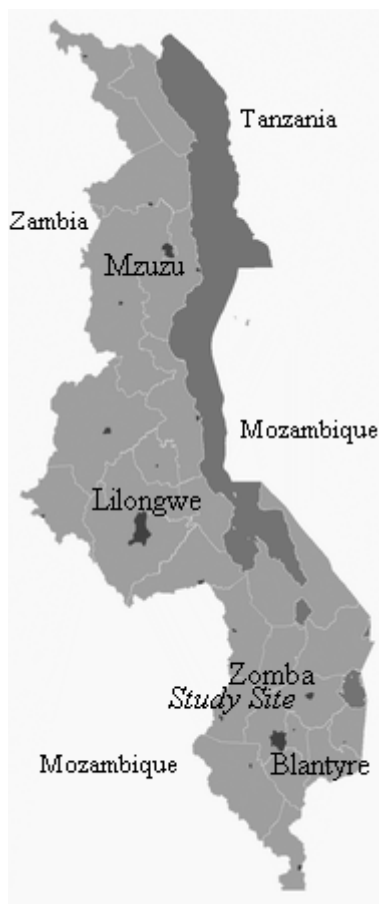 Tanzania
Zambia
Mzuzu
Mozambique
Lilongwe
Zomba
Study Site
Mozambique
Blantyre